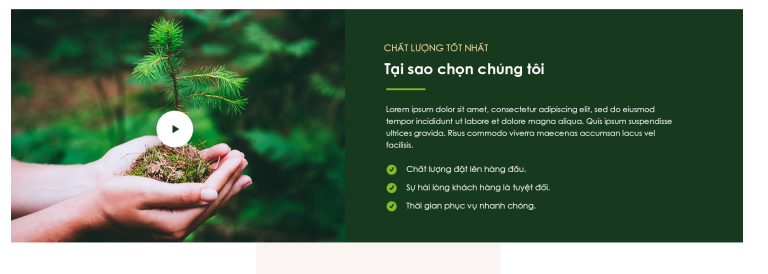 CHẤT LƯỢNG TỐT NHẤT
Tại sao chọn chúng tôi
Lorem ipsum dolor sit amet, consectetur adipiscing elit, sed do eiusmod
tempor incididunt ut labore et dolore magna aliqua. Quis ipsum suspendisse
ultrices gravida. Risus commodo viverra maecenas accumsan lacus vel
facilisis.
Chất lượng đặt lên hàng đầu.
Sự hài lòng khách hàng là tuyệt đối.
Thời gian phục vụ nhanh chóng.